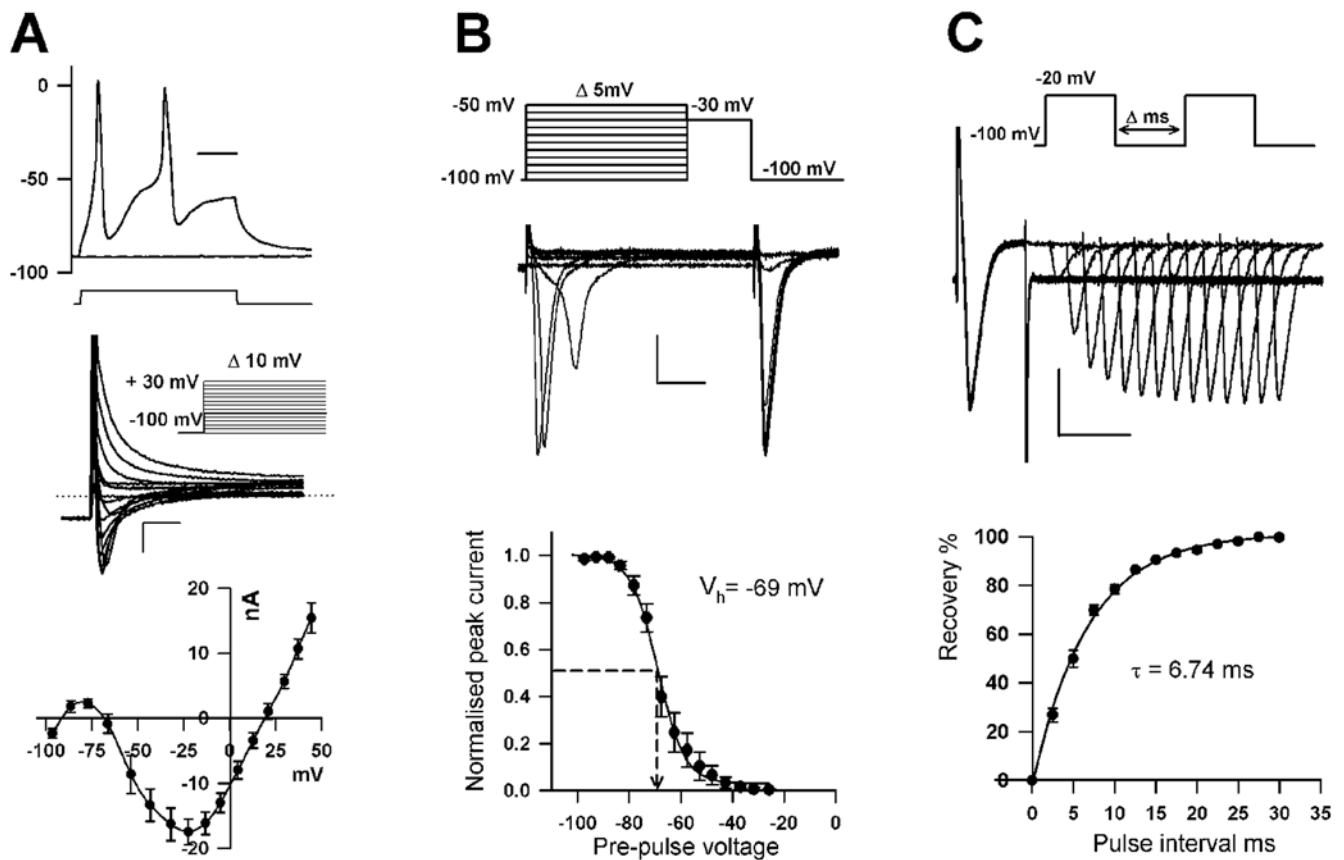 A
0
-50
-100
Δ 10 mV
+ 30 mV
-100 mV
20
nA
10
0
-100
-75
-50
-25
0
25
50
mV
-10
-20
B
-50 mV
Δ 5mV
-30 mV
-100 mV
-100 mV
Normalised peak current
1.0
0.8
0.6
0.4
0.2
0.0
Vh= -69 mV
-100
-80
-60
-40
-20
0
Pre-pulse voltage
C
-20 mV
-100 mV
Δ ms
Recovery %
100
80
60
40
20
0
τ = 6.74 ms
0
5
10
15
20
25
30
35
Pulse interval ms